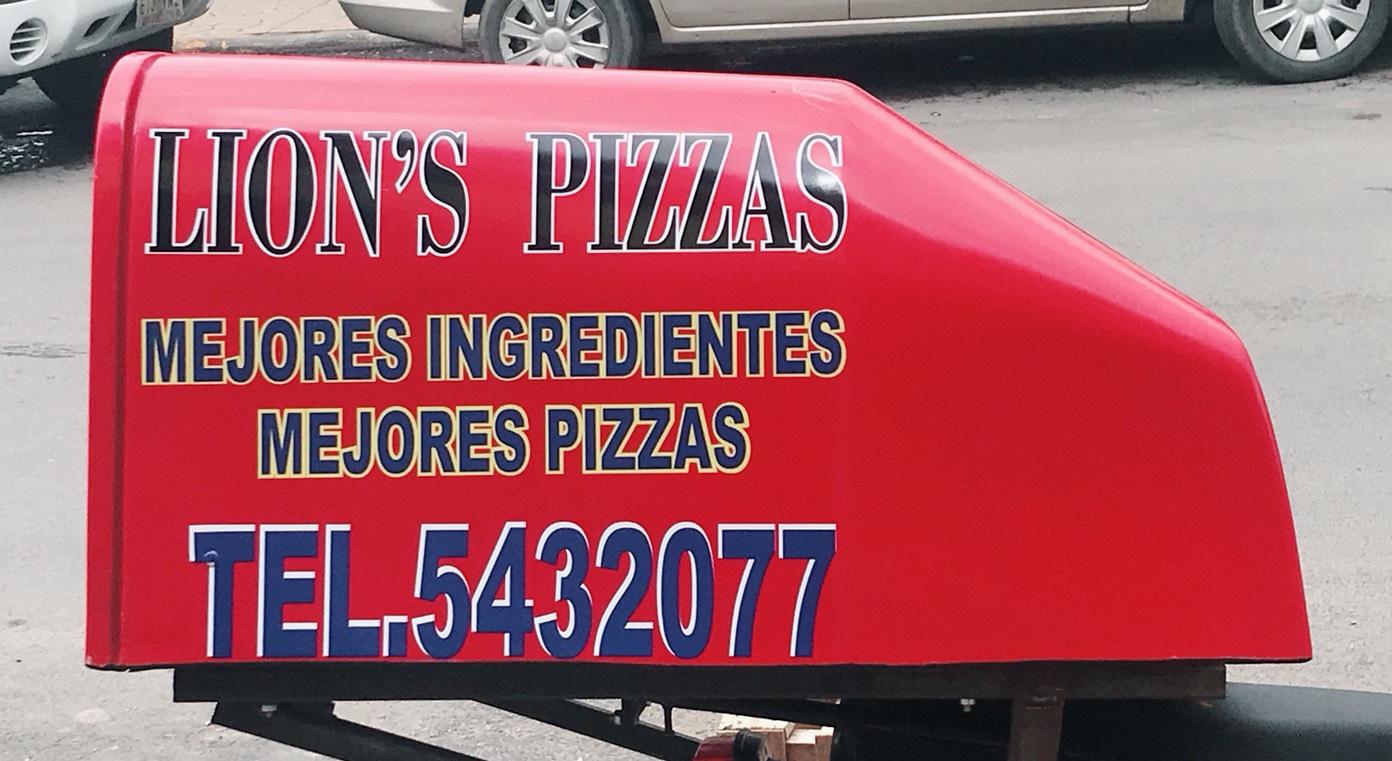 LION'S PIZZAS
MEJORES INGREDIENTES
MEJORES PIZZAS
TEL.5432077